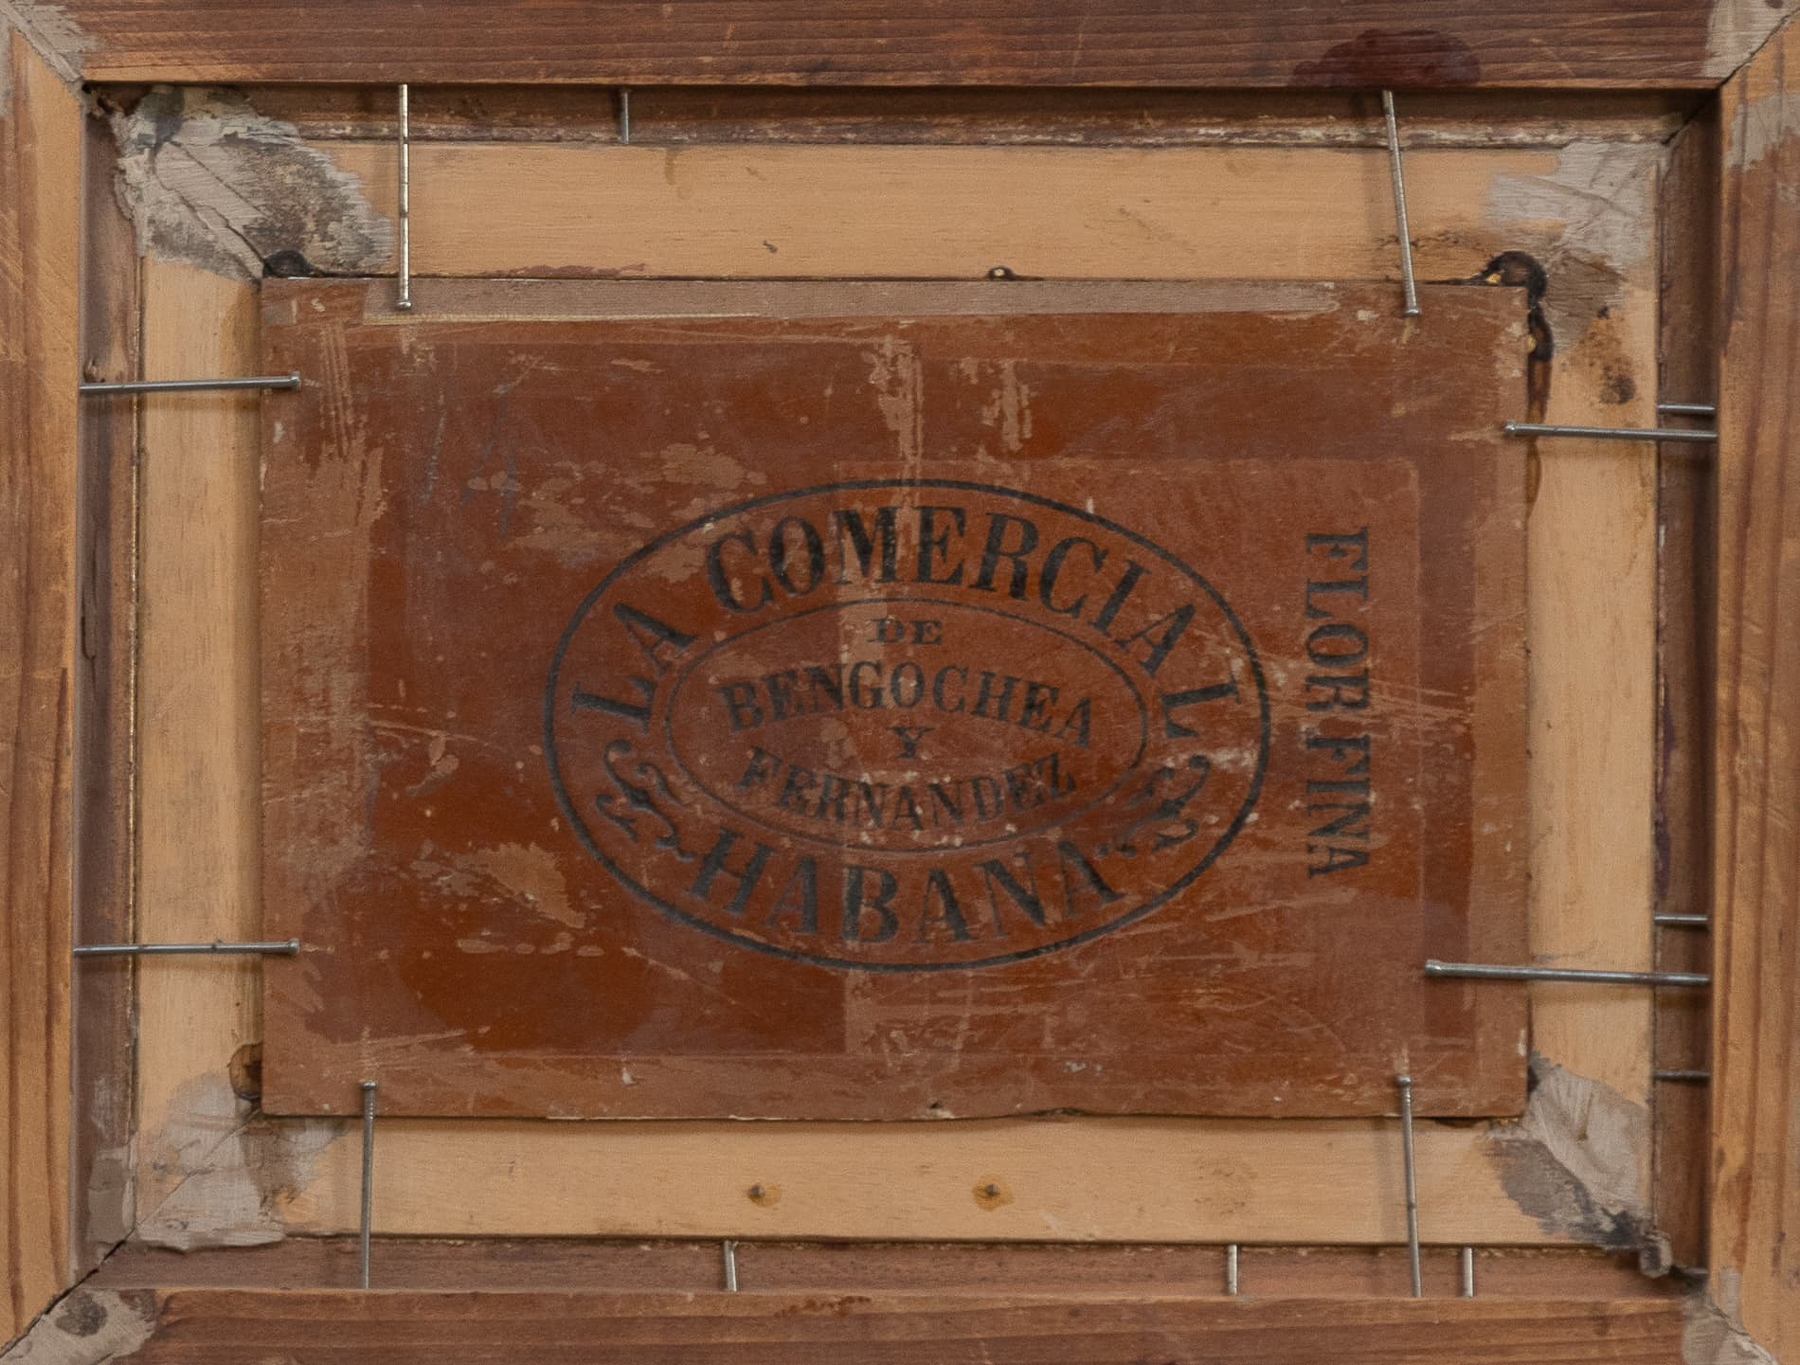 LA COMERCIAL
DE
BENGOCHEA
Y
FERNANDEZ
HABANA
FLOR FINA